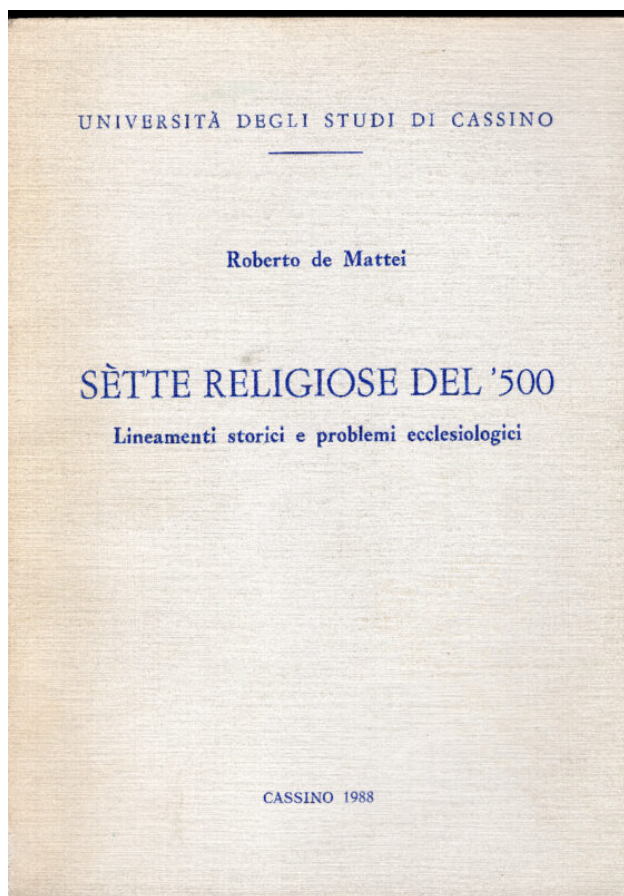 UNIVERSITÀ DEGLI STUDI DI CASSINO
Roberto de Mattei
SÈTTE RELIGIOSE DEL '500
Lineamenti storici e problemi ecclesiologici
CASSINO 1988